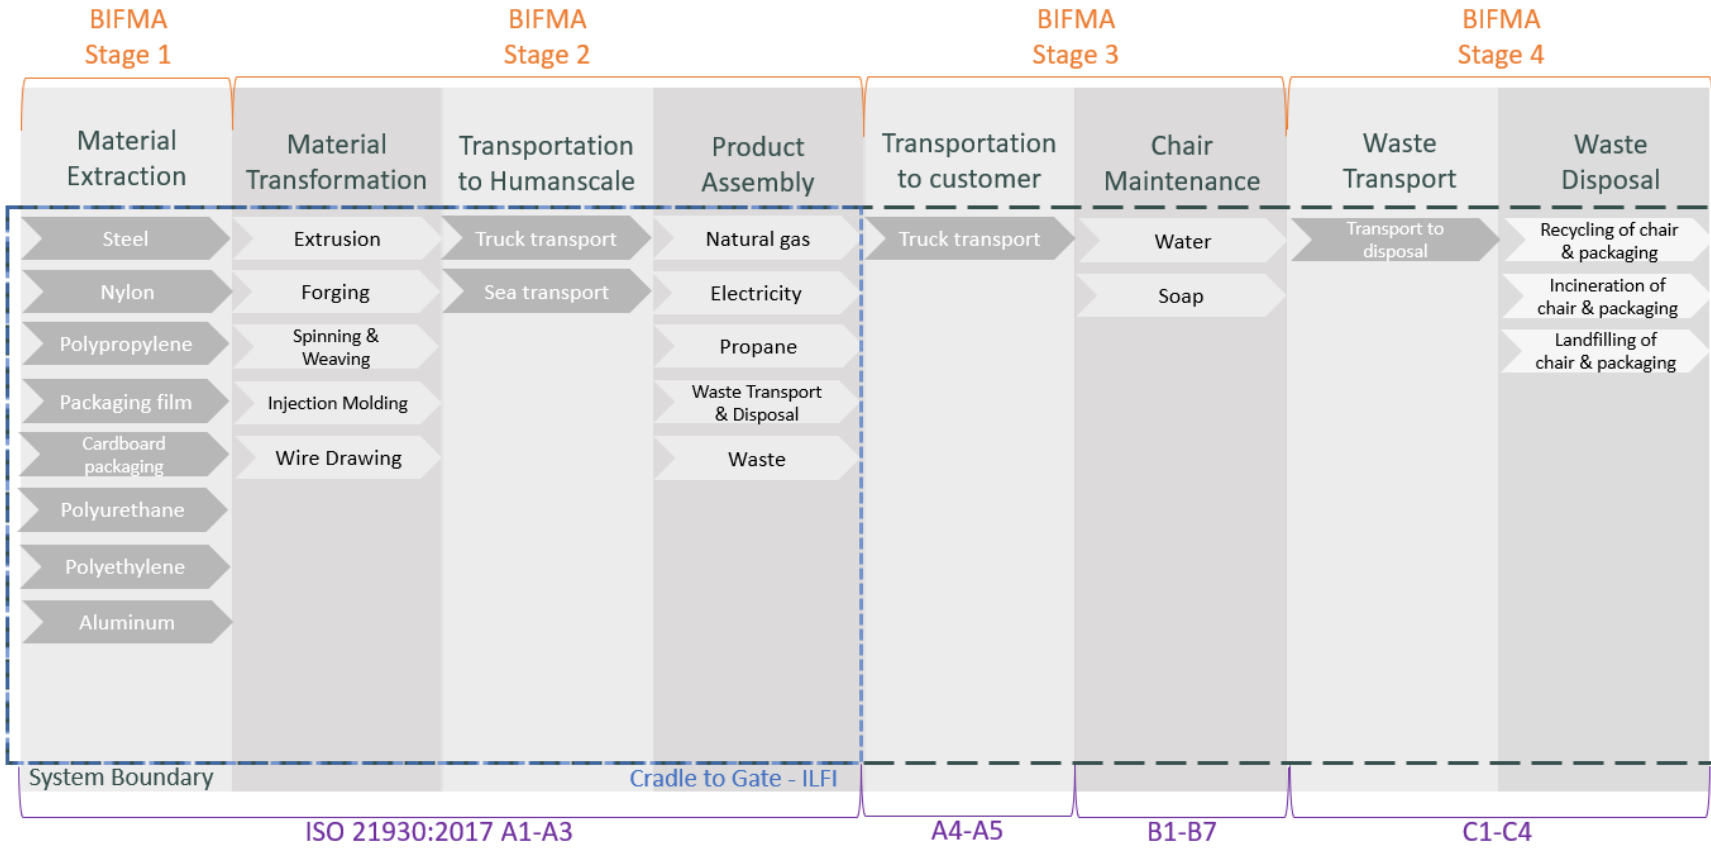 BIFMA
Stage 1
BIFMA
Stage 2
BIFMA
Stage 3
BIFMA
Stage 4
Material
Extraction
Material
Transformation
Transportation
to Humanscale
Product
Assembly
Transportation
to customer
Chair
Maintenance
Waste
Transport
Waste
Disposal
Steel
Nylon
Polypropylene
Packaging film
Cardboard
packaging
Polyurethane
Polyethylene
Aluminum
Extrusion
Forging
Spinning &
Weaving
Injection Molding
Wire Drawing
Truck transport
Sea transport
Natural gas
Electricity
Propane
Waste Transport
& Disposal
Waste
Truck transport
Water
Soap
Transport to
disposal
Recycling of chair
& packaging
Incineration of
chair & packaging
Landfilling of
chair & packaging
System Boundary
Cradle to Gate - ILFI
ISO 21930:2017 A1-A3
A4-A5
B1-B7
C1-C4